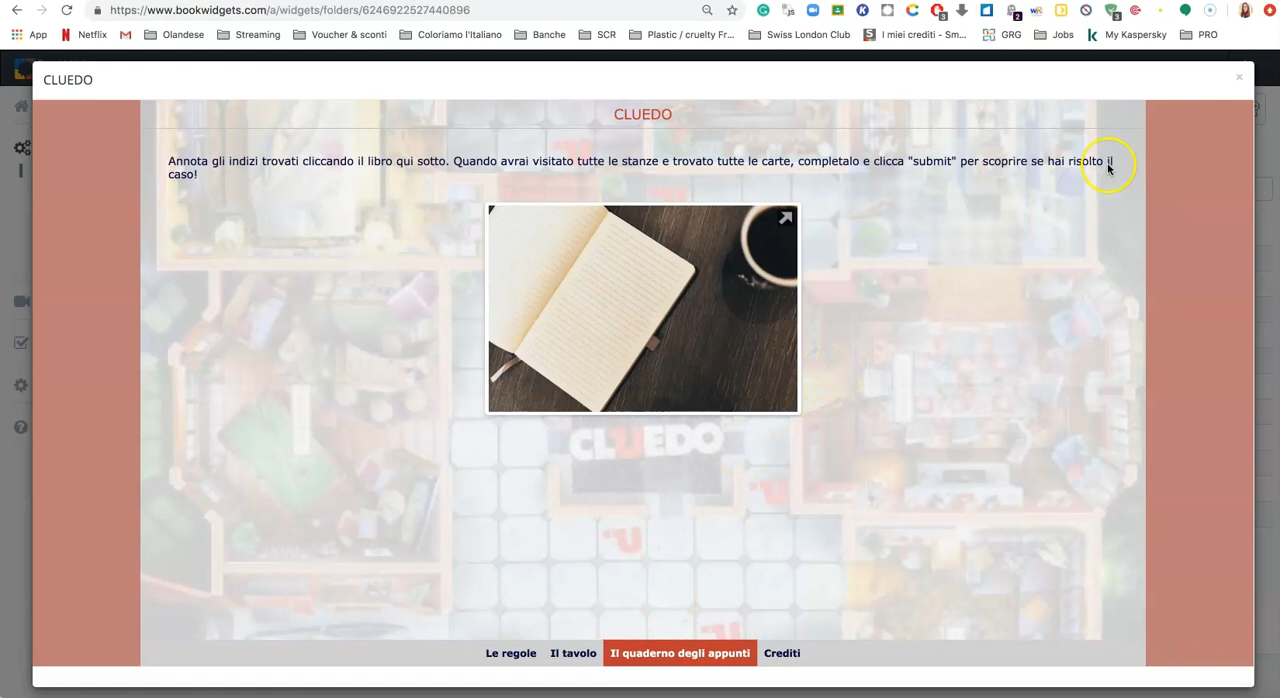 https://www.bookwidgets.com/a/widgets/folders/6246922527440896
App Netflix Olandese Streaming Voucher & sconti Coloriamo l'Italiano Banche SCR Plastic / cruelty Fr... Swiss London Club I miei crediti - Sm... GRG Jobs My Kaspersky PRO
CLUEDO ×
CLUEDO
Annota gli indizi trovati cliccando il libro qui sotto. Quando avrai visitato tutte le stanze e trovato tutte le carte, completalo e clicca "submit" per scoprire se hai risolto il
caso!
CLUEDO
Le regole Il tavolo Il quaderno degli appunti Crediti